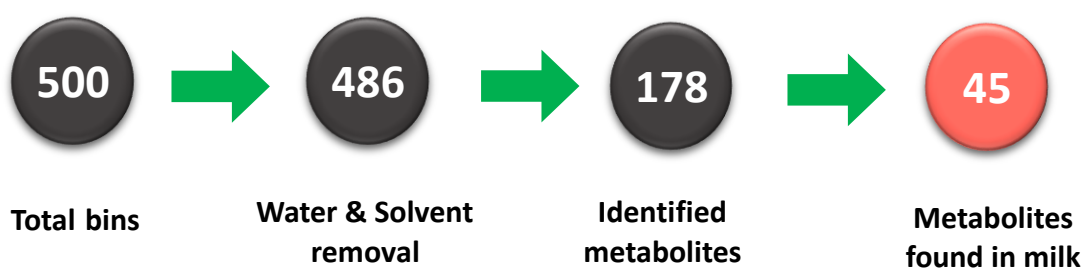 500
486
178
45
Total bins
Water & Solvent
removal
Identified
metabolites
Metabolites
found in milk